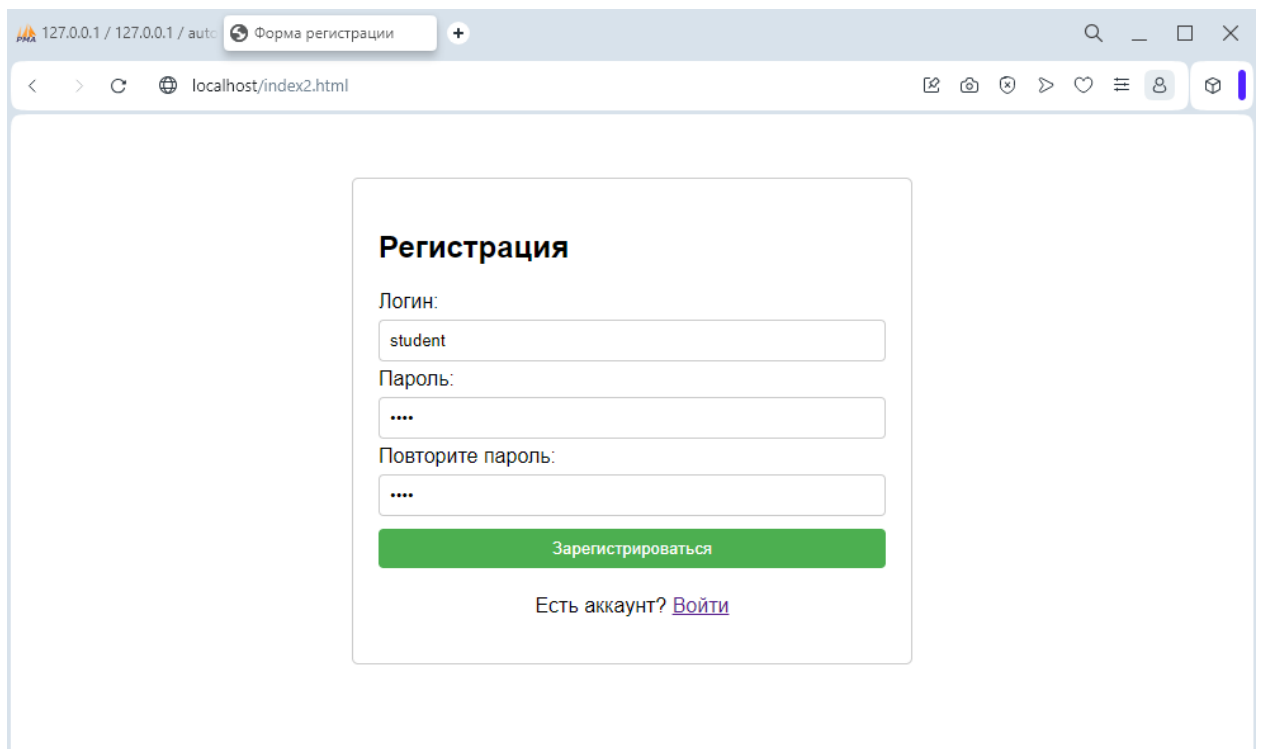 127.0.0.1 / 127.0.0.1 / auto
Форма регистрации
localhost/index2.html
Регистрация
Логин:
student
Пароль:
••••
Повторите пароль:
••••
Зарегистрироваться
Есть аккаунт? Войти